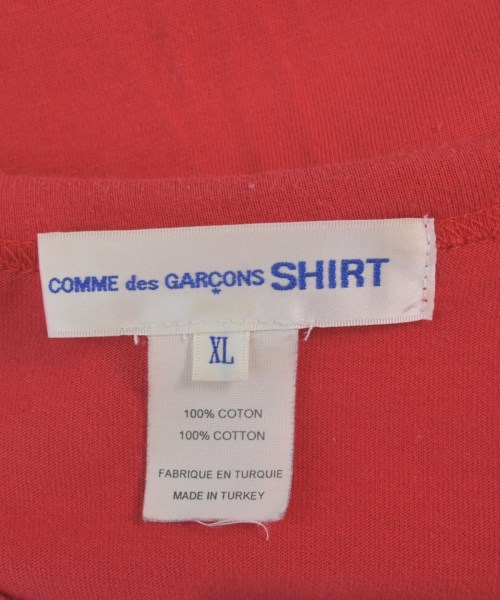 COMME des GARÇONS SHIRT
XL
100% COTON
100% COTTON
FABRIQUE EN TURQUIE
MADE IN TURKEY